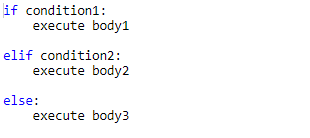 if condition1:
    execute body1

elif condition2:
    execute body2

else:
    execute body3